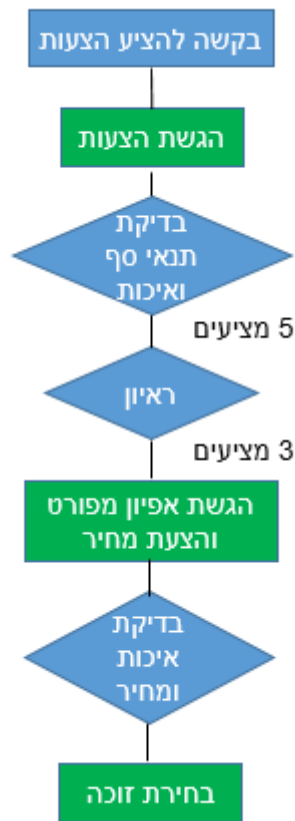 בקשה להציע הצעות
הגשת הצעות
בדיקת
תנאי סף
ואיכות
5 מציעים
ראיון
3 מציעים
הגשת אפיון מפורט
והצעת מחיר
בדיקת
איכות
ומחיר
בחירת זוכה